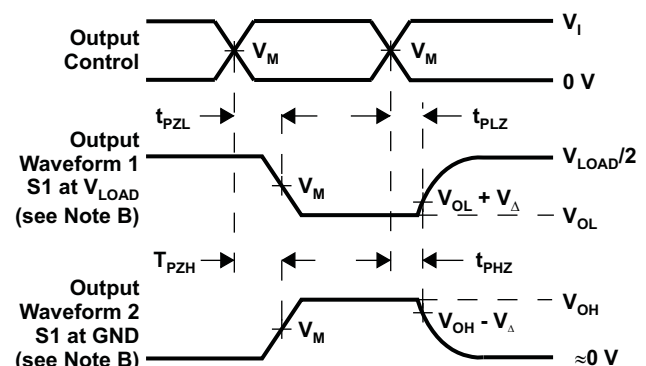 Output
Control
V_M
V_M
V_I
0 V
t_PZL
t_PLZ
Output
Waveform 1
S1 at V_LOAD
(see Note B)
V_M
V_OL + V_Δ
V_LOAD/2
V_OL
T_PZH
t_PHZ
Output
Waveform 2
S1 at GND
(see Note B)
V_M
V_OH - V_Δ
V_OH
≈0 V